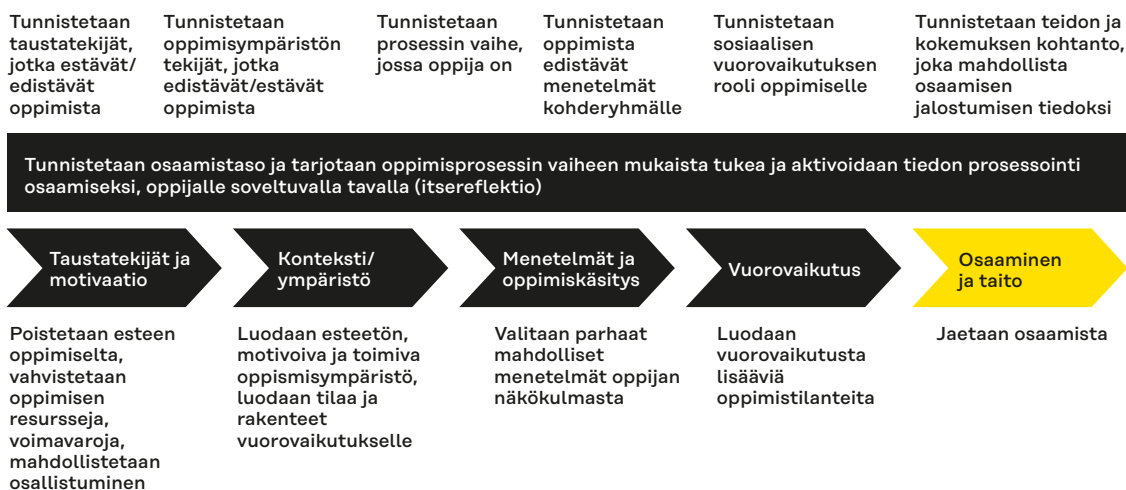 Tunnistetaan
taustatekijät,
jotka estävät/
edistävät
oppimista
Tunnistetaan
oppimisympäristön
tekijät, jotka
edistävät/estävät
oppimista
Tunnistetaan
prosessin vaihe,
jossa oppija on
Tunnistetaan
oppimista
edistävät
menetelmät
kohderyhmälle
Tunnistetaan
sosiaalisen
vuorovaikutuksen
rooli oppimiselle
Tunnistetaan teidon ja
kokemuksen kohtanto,
joka mahdollista
osaamisen
jalostumisen tiedoksi
Tunnistetaan osaamistaso ja tarjotaan oppimisprosessin vaiheen mukaista tukea ja aktivoidaan tiedon prosessointi
osaamiseksi, oppijalle soveltuvalla tavalla (itsereflektio)
Taustatekijät ja
motivaatio
Konteksti/
ympäristö
Menetelmät ja
oppimiskäsitys
Vuorovaikutus
Osaaminen
ja taito
Poistetaan esteen
oppimiselta,
vahvistetaan
oppimisen
resursseja,
voimavaroja,
mahdollistetaan
osallistuminen
Luodaan esteetön,
motivoiva ja toimiva
oppismisympäristö,
luodaan tilaa ja
rakenteet
vuorovaikutukselle
Valitaan parhaat
mahdolliset
menetelmät oppijan
näkökulmasta
Luodaan
vuorovaikutusta
lisääviä
oppimistilanteita
Jaetaan osaamista